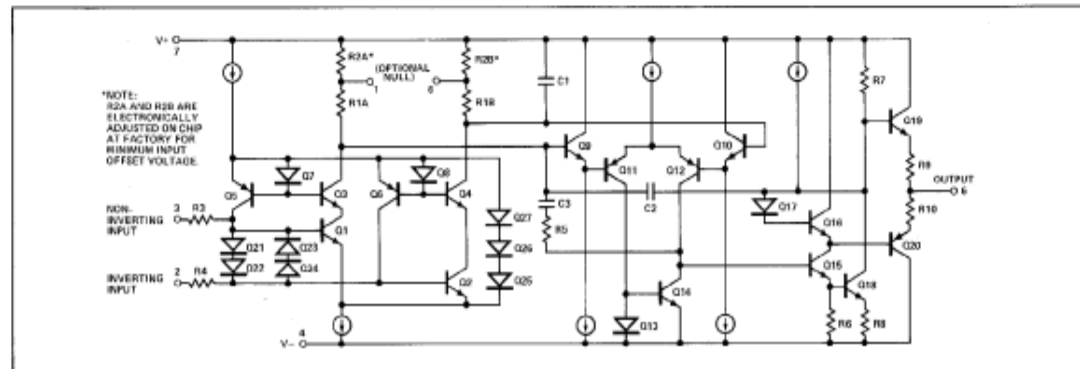 V+
7
R2A*
(OPTIONAL
NULL)
R2B*
1
6
R1A
R1B
C1
R7
*NOTE:
R2A AND R2B ARE
ELECTRONICALLY
ADJUSTED ON CHIP
AT FACTORY FOR
MINIMUM INPUT
OFFSET VOLTAGE.
Q5
Q7
Q3
Q6
Q8
Q4
Q9
Q11
Q12
Q10
Q19
R9
OUTPUT
6
R10
Q20
NON-
INVERTING
INPUT
3
R3
Q1
Q21
Q22
Q23
Q24
Q27
Q26
Q25
C3
R5
C2
Q17
Q16
Q15
Q18
INVERTING
INPUT
2
R4
Q2
Q14
Q13
R6
R8
4
V−